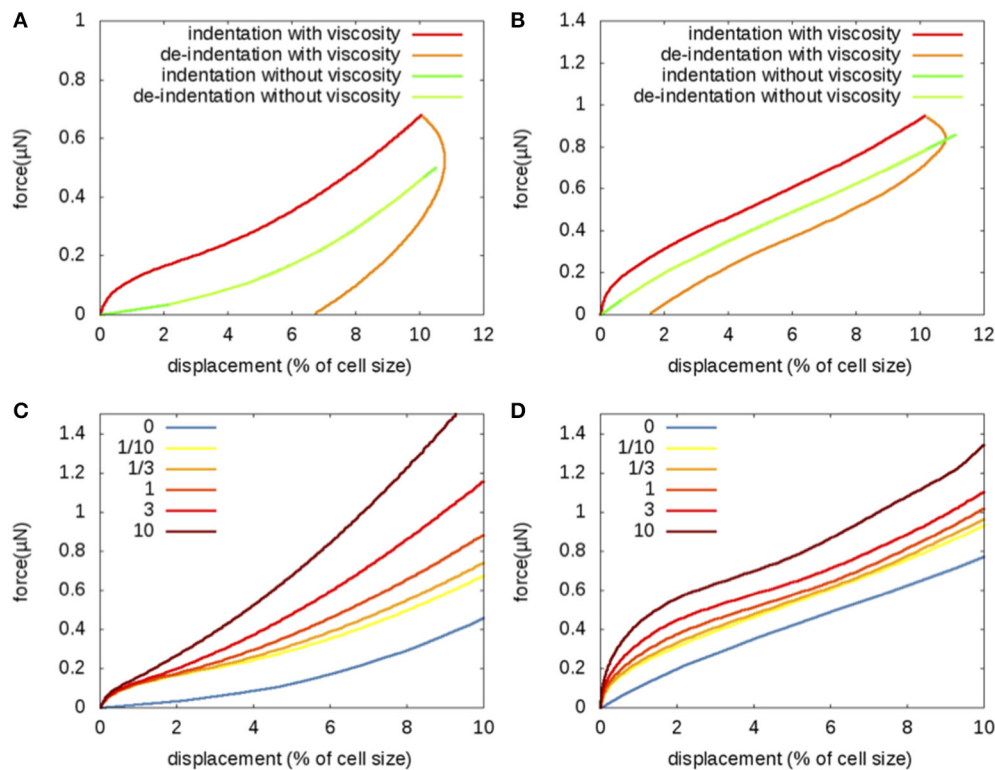 A
indentation with viscosity
de-indentation with viscosity
indentation without viscosity
de-indentation without viscosity
1
0.8
0.6
0.4
0.2
0
force(μN)
0 2 4 6 8 10 12
displacement (% of cell size)
B
indentation with viscosity
de-indentation with viscosity
indentation without viscosity
de-indentation without viscosity
1.4
1.2
1
0.8
0.6
0.4
0.2
0
force(μN)
0 2 4 6 8 10 12
displacement (% of cell size)
C
0
1/10
1/3
1
3
10
1.4
1.2
1
0.8
0.6
0.4
0.2
0
force(μN)
0 2 4 6 8 10
displacement (% of cell size)
D
0
1/10
1/3
1
3
10
1.4
1.2
1
0.8
0.6
0.4
0.2
0
force(μN)
0 2 4 6 8 10
displacement (% of cell size)